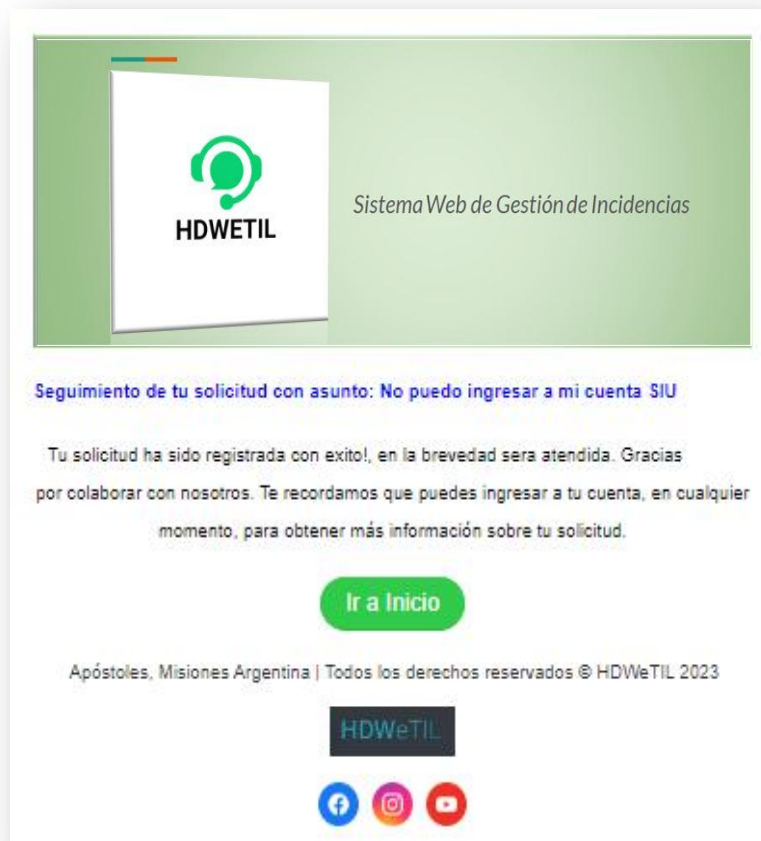 HDWETIL
Sistema Web de Gestión de Incidencias
Seguimiento de tu solicitud con asunto: No puedo ingresar a mi cuenta SIU
Tu solicitud ha sido registrada con exito!, en la brevedad sera atendida. Gracias
por colaborar con nosotros. Te recordamos que puedes ingresar a tu cuenta, en cualquier
momento, para obtener más información sobre tu solicitud.
Ir a Inicio
Apóstoles, Misiones Argentina | Todos los derechos reservados © HDWeTIL 2023
HDWeTIL